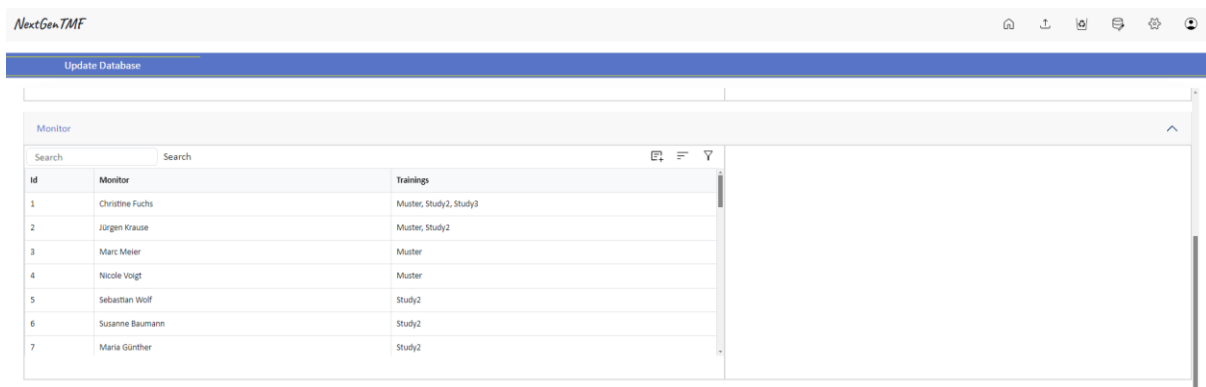 NextGenTMF
Update Database
Monitor
Search Search
Id Monitor Trainings
1 Christine Fuchs Muster, Study2, Study3
2 Jürgen Krause Muster, Study2
3 Marc Meier Muster
4 Nicole Voigt Muster
5 Sebastian Wolf Study2
6 Susanne Baumann Study2
7 Maria Günther Study2